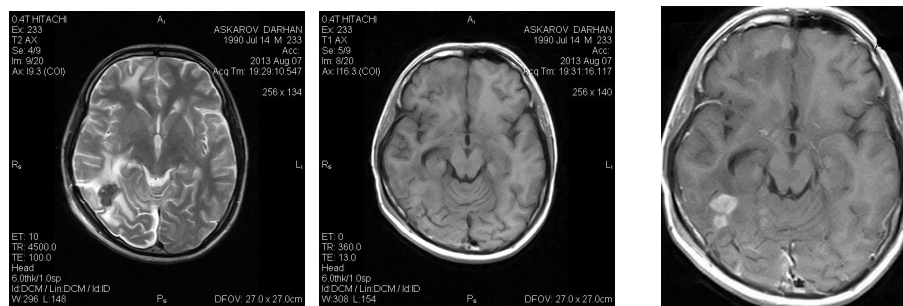 0.4T HITACHI
Ex: 233
T2 AX
Se: 4/9
Im: 9/20
Ax: I9.3 (COI)
A
ASKAROV DARHAN
1990 Jul 14 M 233
Acc:
2013 Aug 07
Acq Tm: 19:29:10.547
256 x 134
R
L
ET: 10
TR: 4500.0
TE: 100.0
Head
6.0thk/1.0sp
Id:DCM / Lin:DCM / Id:ID
W:296 L:148
P
DFOV: 27.0 x 27.0cm
0.4T HITACHI
Ex: 233
T1 AX
Se: 5/9
Im: 8/20
Ax: I16.3 (COI)
A
ASKAROV DARHAN
1990 Jul 14 M 233
Acc:
2013 Aug 07
Acq Tm: 19:31:16.117
256 x 140
R
L
ET: 0
TR: 360.0
TE: 13.0
Head
6.0thk/1.0sp
Id:DCM / Lin:DCM / Id:ID
W:308 L:154
P
DFOV: 27.0 x 27.0cm